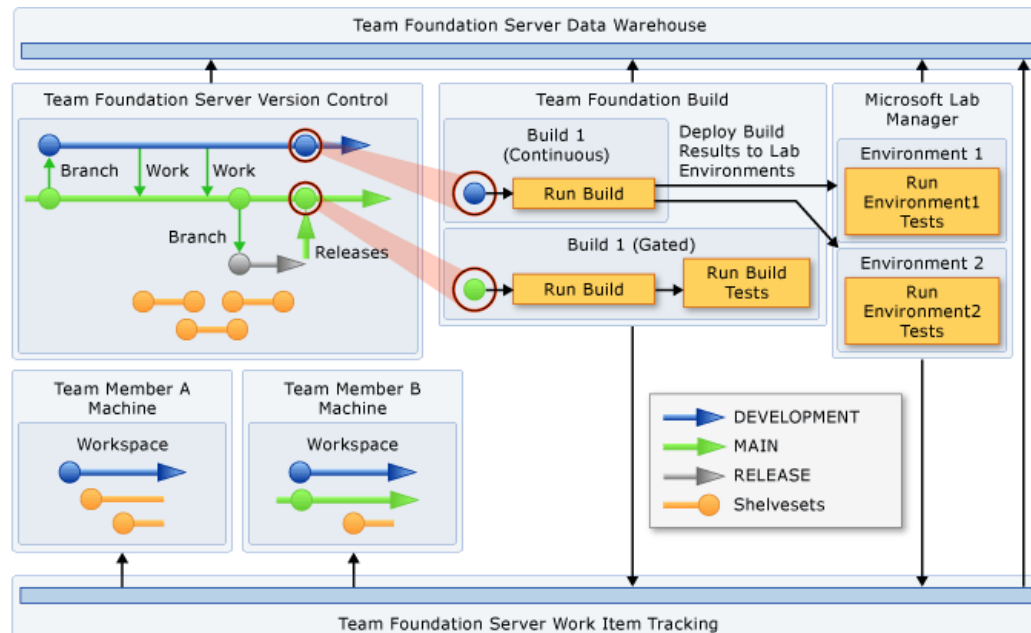 Team Foundation Server Data Warehouse
Team Foundation Server Version Control
Branch
Work
Work
Branch
Releases
Team Foundation Build
Build 1
(Continuous)
Run Build
Deploy Build
Results to Lab
Environments
Build 1 (Gated)
Run Build
Run Build
Tests
Microsoft Lab
Manager
Environment 1
Run
Environment1
Tests
Environment 2
Run
Environment2
Tests
Team Member A
Machine
Workspace
Team Member B
Machine
Workspace
DEVELOPMENT
MAIN
RELEASE
Shelvesets
Team Foundation Server Work Item Tracking